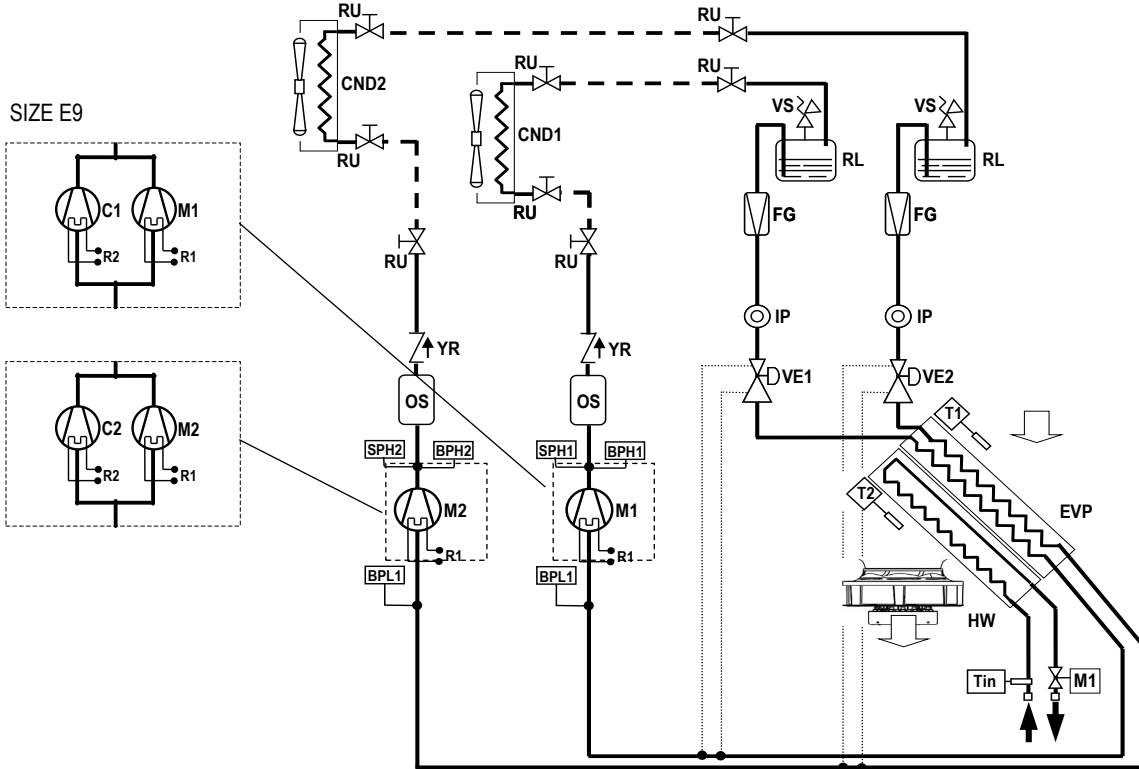 RU
RU
CND2
RU
RU
RU
CND1
RU
VS
VS
RL
RL
SIZE E9
C1
M1
R2
R1
FG
FG
RU
RU
IP
IP
YR
YR
VE1
VE2
OS
OS
T1
C2
M2
R2
R1
SPH2
BPH2
SPH1
BPH1
T2
EVP
M2
M1
R1
R1
BPL1
BPL1
HW
Tin
M1